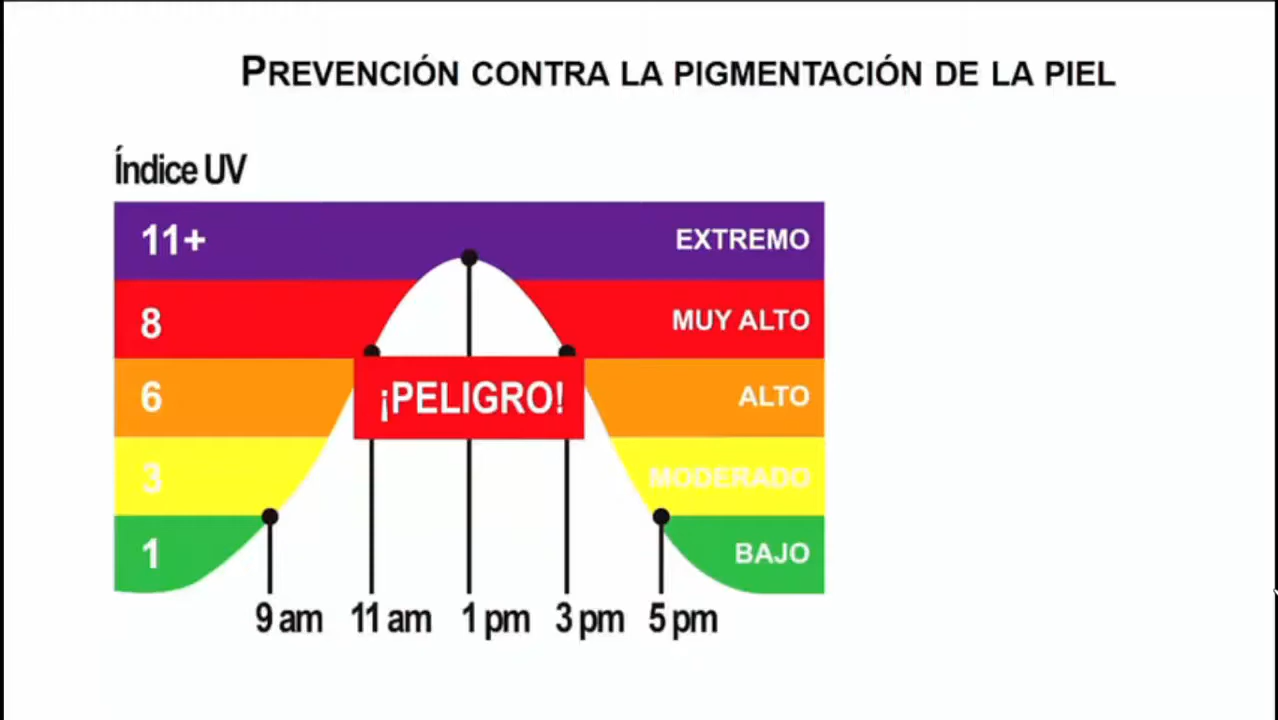 PREVENCIÓN CONTRA LA PIGMENTACIÓN DE LA PIEL
Índice UV
11+ EXTREMO
8 MUY ALTO
6 ALTO
¡PELIGRO!
3 MODERADO
1 BAJO
9 am 11 am 1 pm 3 pm 5 pm